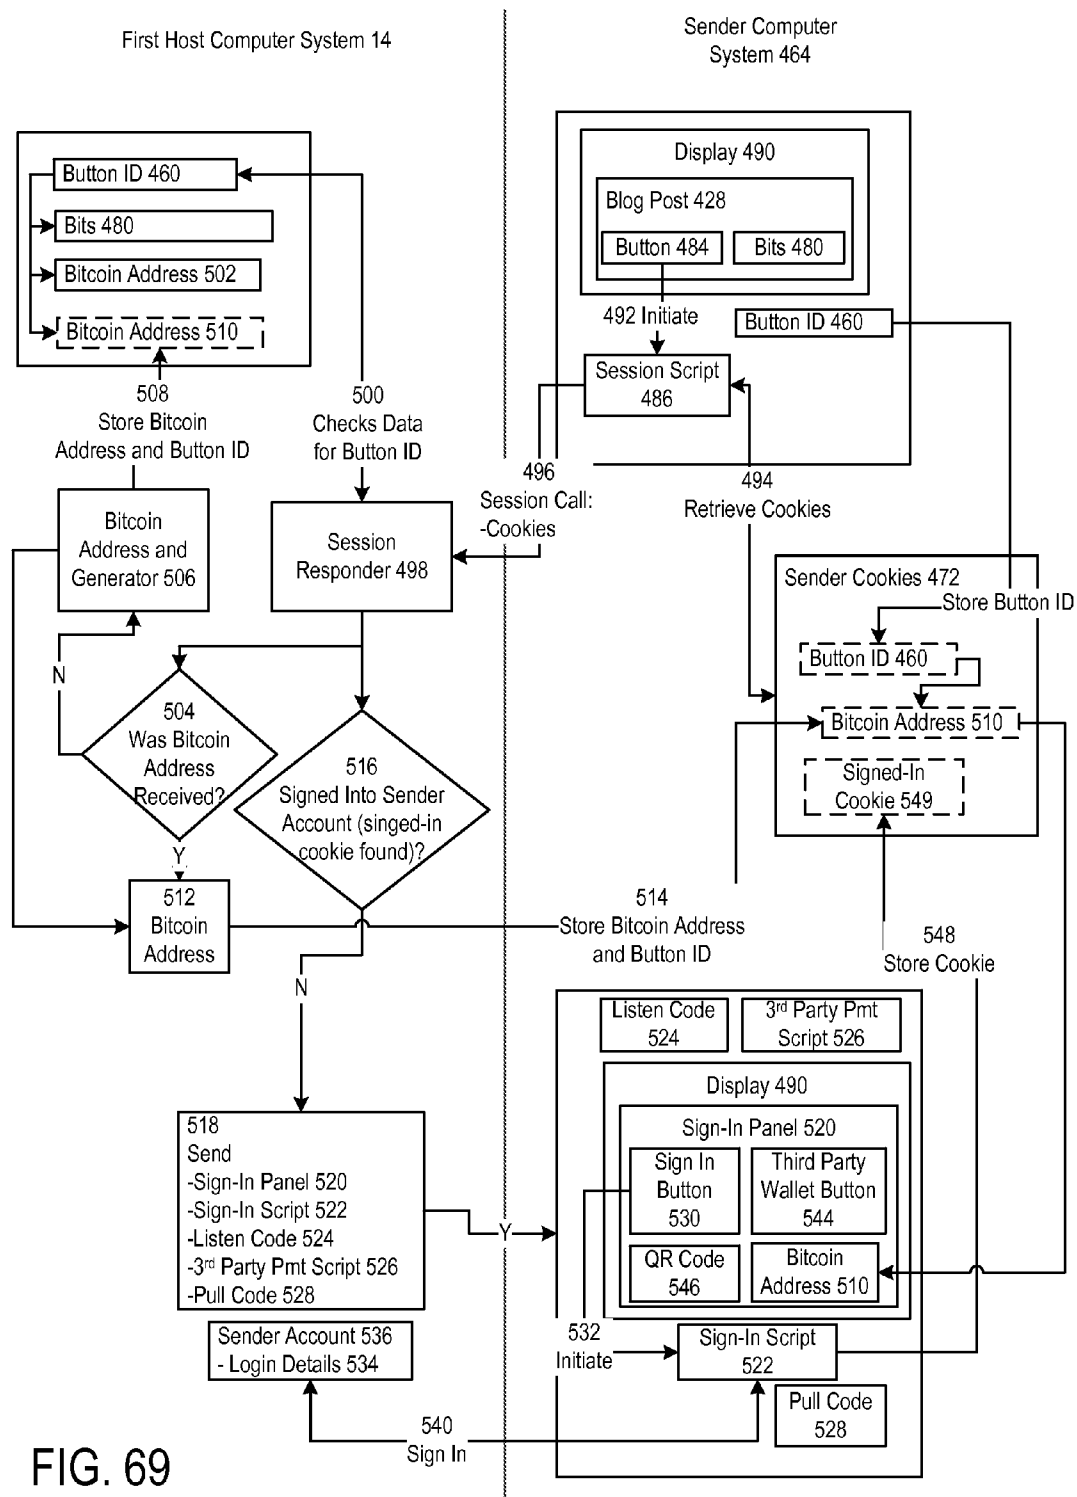 First Host Computer System 14
Sender Computer
System 464
Button ID 460
Bits 480
Bitcoin Address 502
Bitcoin Address 510
508
Store Bitcoin
Address and Button ID
500
Checks Data
for Button ID
Bitcoin
Address and
Generator 506
Session
Responder 498
N
504
Was Bitcoin
Address
Received?
Y
516
Signed Into Sender
Account (singed-in
cookie found)?
512
Bitcoin
Address
N
518
Send
-Sign-In Panel 520
-Sign-In Script 522
-Listen Code 524
-3rd Party Pmt Script 526
-Pull Code 528
Sender Account 536
- Login Details 534
540
Sign In
Display 490
Blog Post 428
Button 484
Bits 480
492 Initiate
Button ID 460
Session Script
486
496
Session Call:
-Cookies
494
Retrieve Cookies
Sender Cookies 472
Store Button ID
Button ID 460
Bitcoin Address 510
Signed-In
Cookie 549
514
Store Bitcoin Address
and Button ID
548
Store Cookie
Listen Code
524
3rd Party Pmt
Script 526
Display 490
Sign-In Panel 520
Sign In
Button
530
Third Party
Wallet Button
544
Y
QR Code
546
Bitcoin
Address 510
532
Initiate
Sign-In Script
522
Pull Code
528
FIG. 69